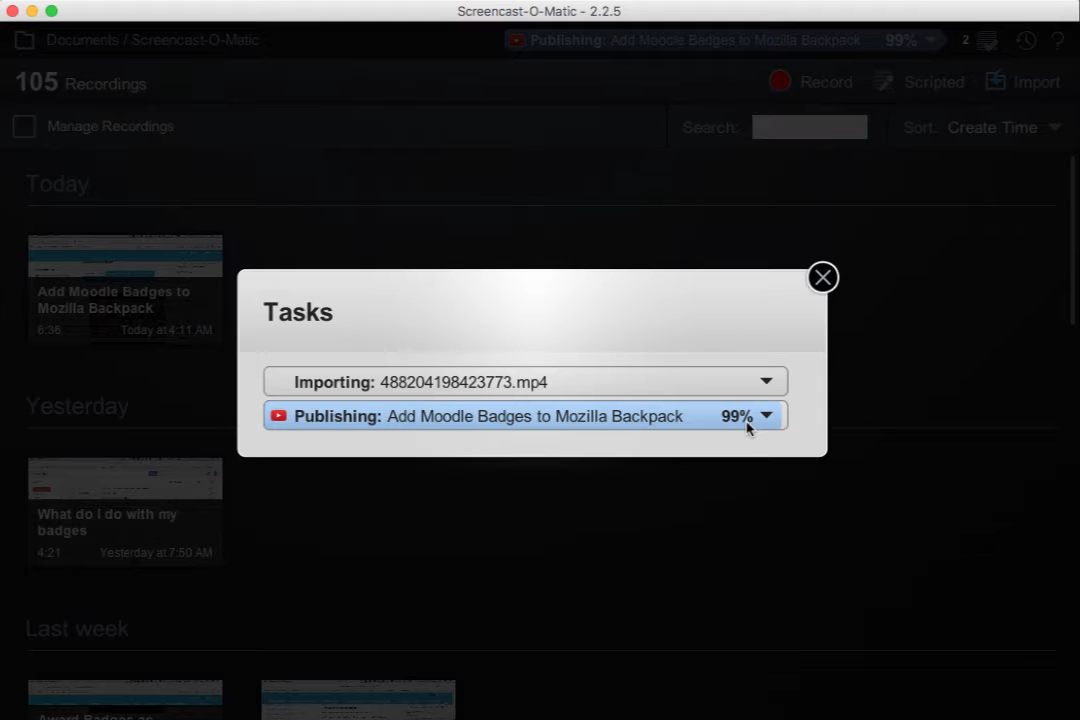 Screencast-O-Matic - 2.2.5
Documents / Screencast-O-Matic
Publishing: Add Moodle Badges to Mozilla Backpack 99%
2
?
105 Recordings
Record
Scripted
Import
Manage Recordings
Search:
Sort: Create Time
Today
Add Moodle Badges to
Mozilla Backpack
6:36 Today at 4:11 AM
Tasks
Importing: 488204198423773.mp4
Publishing: Add Moodle Badges to Mozilla Backpack 99%
Yesterday
What do I do with my
badges
4:21 Yesterday at 7:50 AM
Last week
Award Badges as